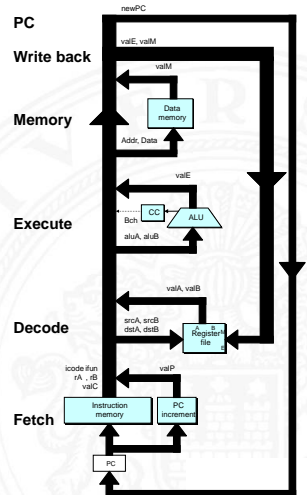 newPC
PC
valE, valM
Write back
valM
Data
memory
Memory
Addr, Data
valE
CC
ALU
Bch
Execute
aluA, aluB
valA, valB
srcA, srcB
dstA, dstB
A B
M
Register
file
E
Decode
icode ifun
rA , rB
valC
valP
Instruction
memory
PC
increment
Fetch
PC